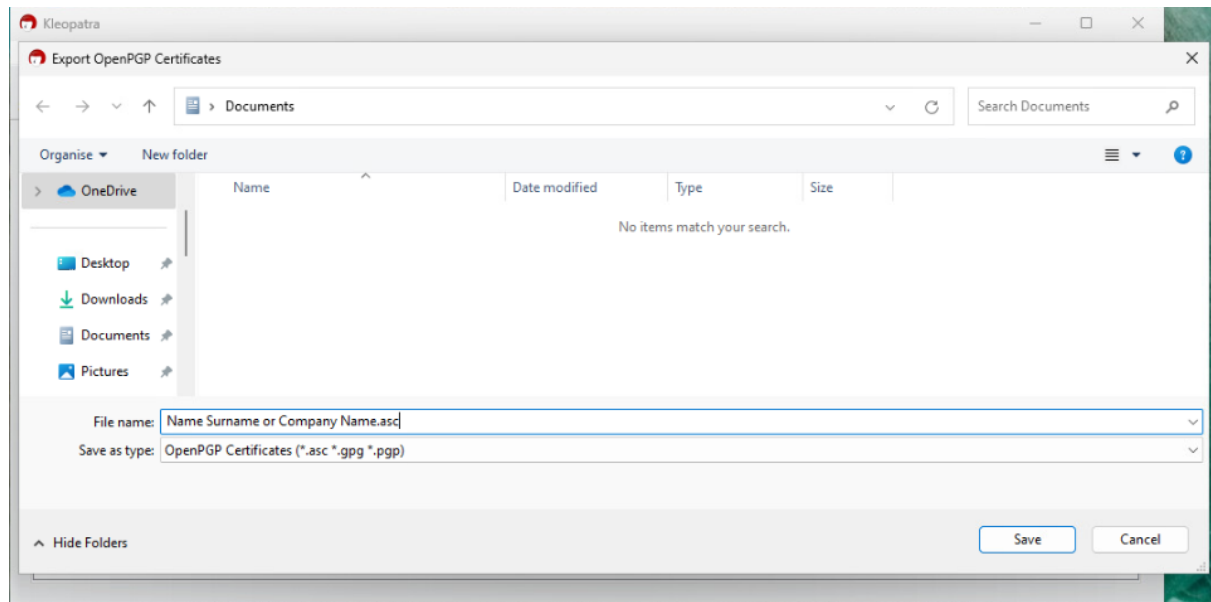 Kleopatra
Export OpenPGP Certificates
Documents
Search Documents
Organise
New folder
OneDrive
Name
Date modified
Type
Size
No items match your search.
Desktop
Downloads
Documents
Pictures
File name: Name Surname or Company Name.asc
Save as type: OpenPGP Certificates (*.asc *.gpg *.pgp)
Hide Folders
Save
Cancel